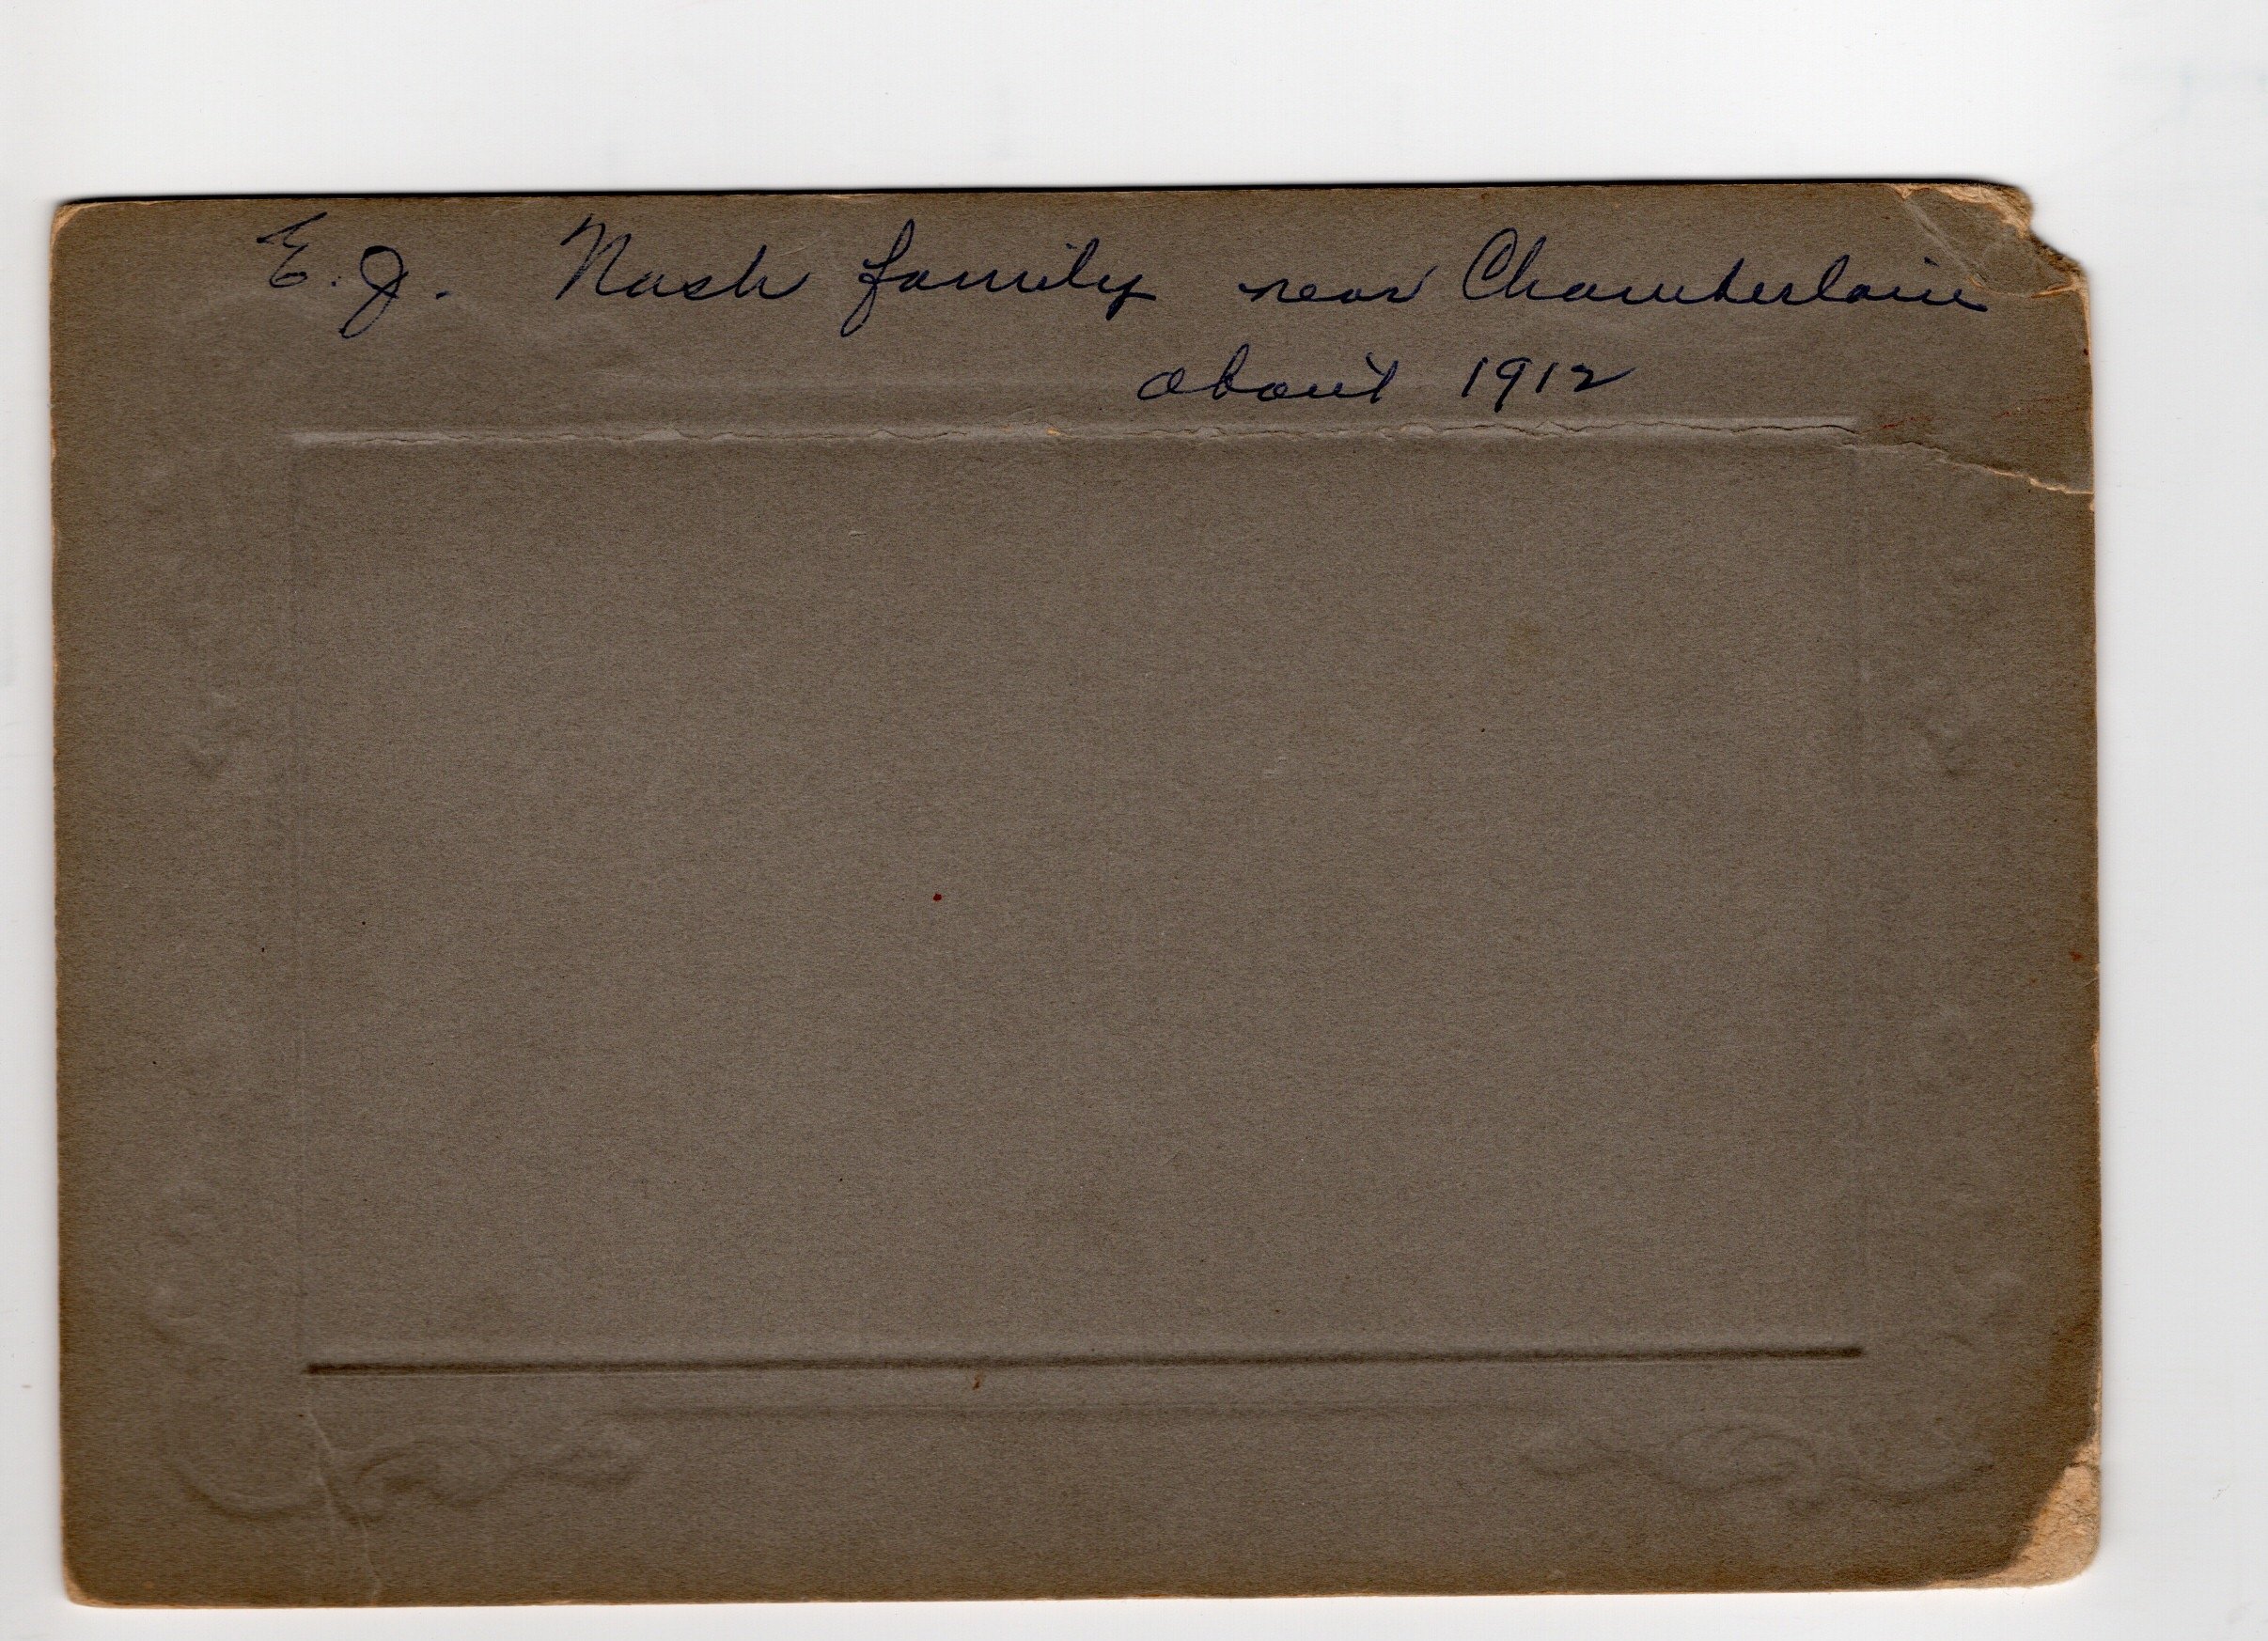 E. J. Nash family near Chamberlain
about 1912